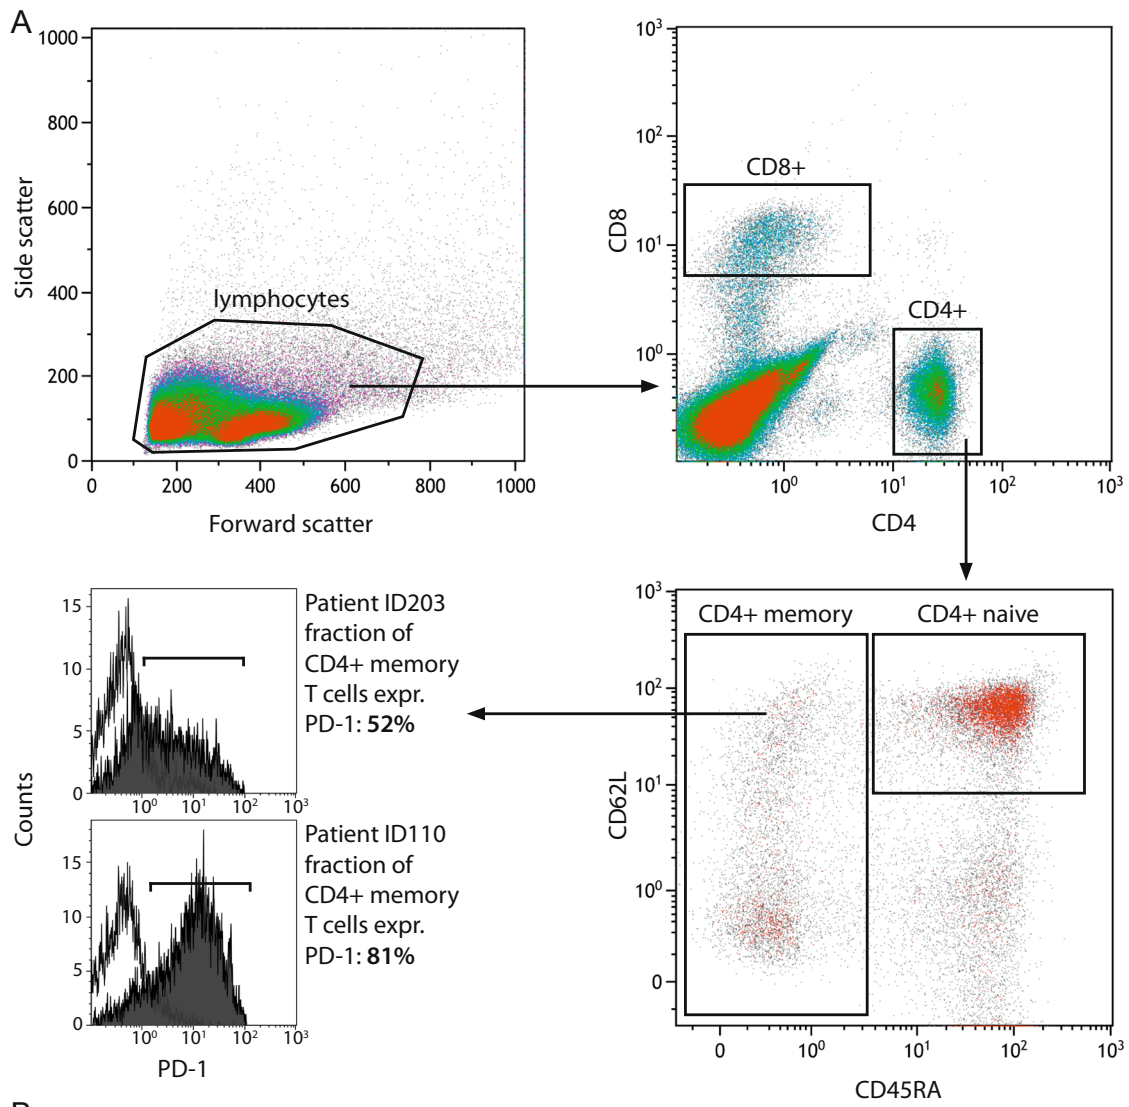 A
1000
800
600
400
200
0
Side scatter
lymphocytes
0 200 400 600 800 1000
Forward scatter
10³
10²
10¹
10⁰
CD8
CD8+
CD4+
10⁰ 10¹ 10² 10³
CD4
15
10
5
0
10⁰ 10¹ 10² 10³
Patient ID203
fraction of
CD4+ memory
T cells expr.
PD-1: 52%
Counts
15
10
5
0
10⁰ 10¹ 10² 10³
PD-1
Patient ID110
fraction of
CD4+ memory
T cells expr.
PD-1: 81%
10³
10²
10¹
10⁰
0
CD62L
CD4+ memory
CD4+ naive
0 10⁰ 10¹ 10² 10³
CD45RA